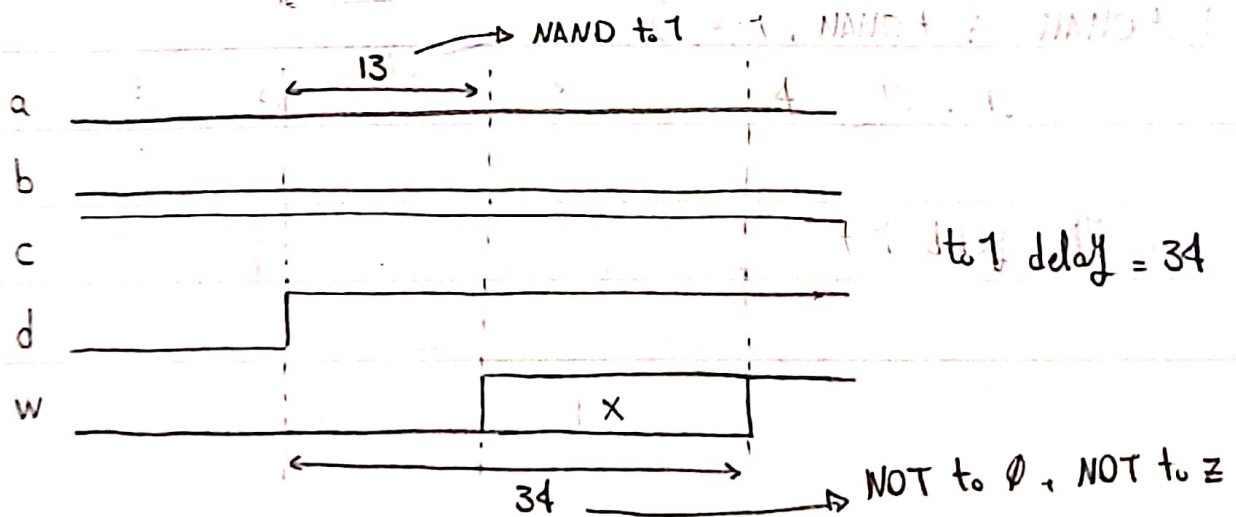 NAND to 1
13
a
b
c
to 1 delay = 34
d
w
X
34
NOT to 0 , NOT to Z